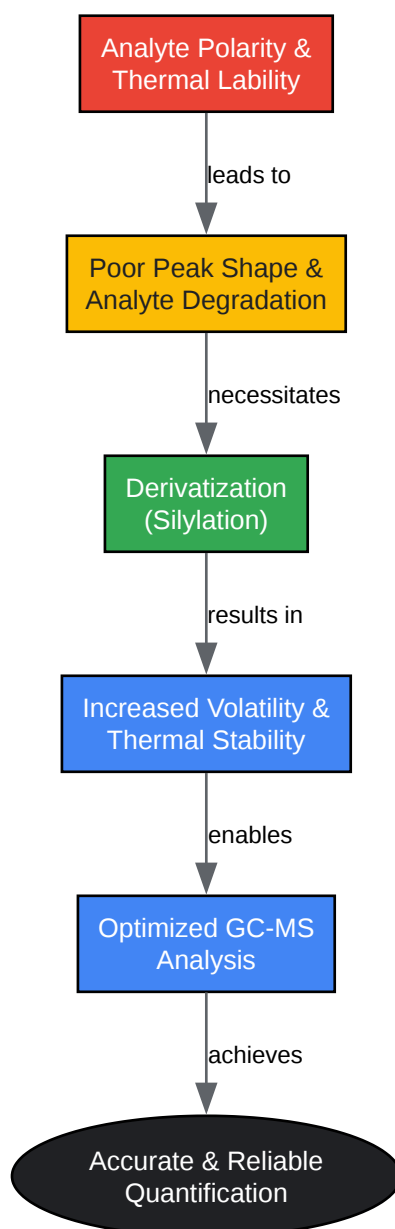 Analyte Polarity &
Thermal Lability
leads to
Poor Peak Shape &
Analyte Degradation
necessitates
Derivatization
(Silylation)
results in
Increased Volatility &
Thermal Stability
enables
Optimized GC-MS
Analysis
achieves
Accurate & Reliable
Quantification